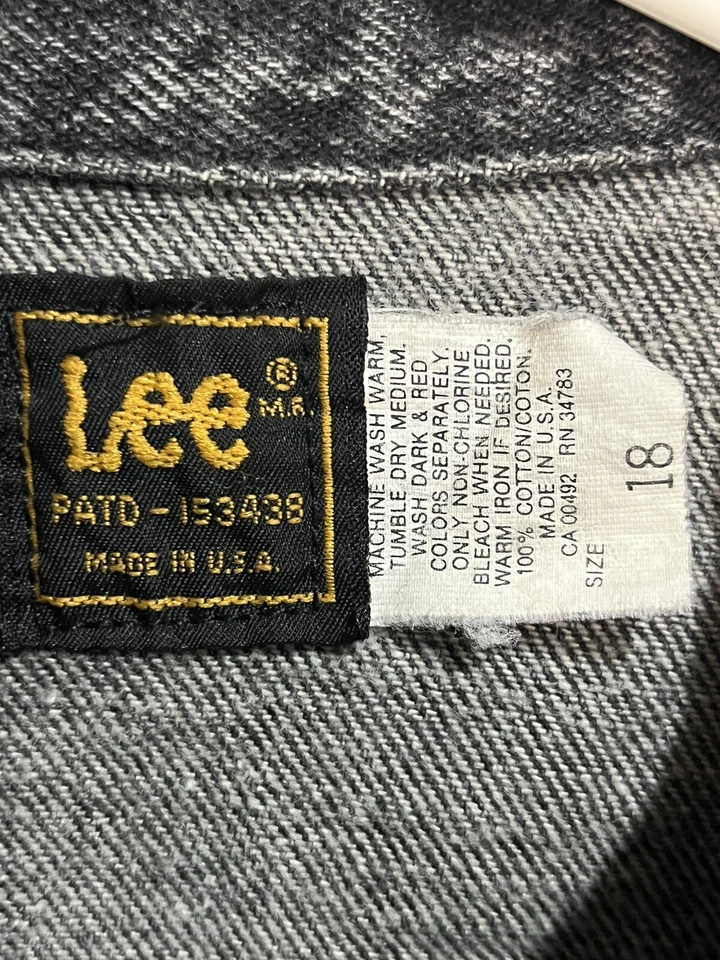 Lee ® M.R.
PATD-153438
MADE IN U.S.A.
MACHINE WASH WARM,
TUMBLE DRY MEDIUM.
WASH DARK & RED
COLORS SEPARATELY.
ONLY NON-CHLORINE
BLEACH WHEN NEEDED.
WARM IRON IF DESIRED.
100% COTTON/COTON
MADE IN U.S.A.
CA 00492 RN 34783
SIZE 18